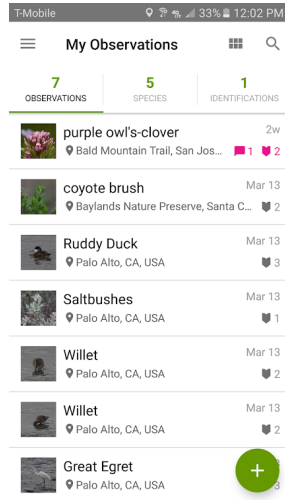 T-Mobile 33% 12:02 PM
My Observations
7 5 1
OBSERVATIONS SPECIES IDENTIFICATIONS
purple owl's-clover 2w
Bald Mountain Trail, San Jos... 1 2
coyote brush Mar 13
Baylands Nature Preserve, Santa C... 2
Ruddy Duck Mar 13
Palo Alto, CA, USA 3
Saltbushes Mar 13
Palo Alto, CA, USA 1
Willet Mar 13
Palo Alto, CA, USA 2
Willet Mar 13
Palo Alto, CA, USA 2
Great Egret 3
Palo Alto, CA, USA 3